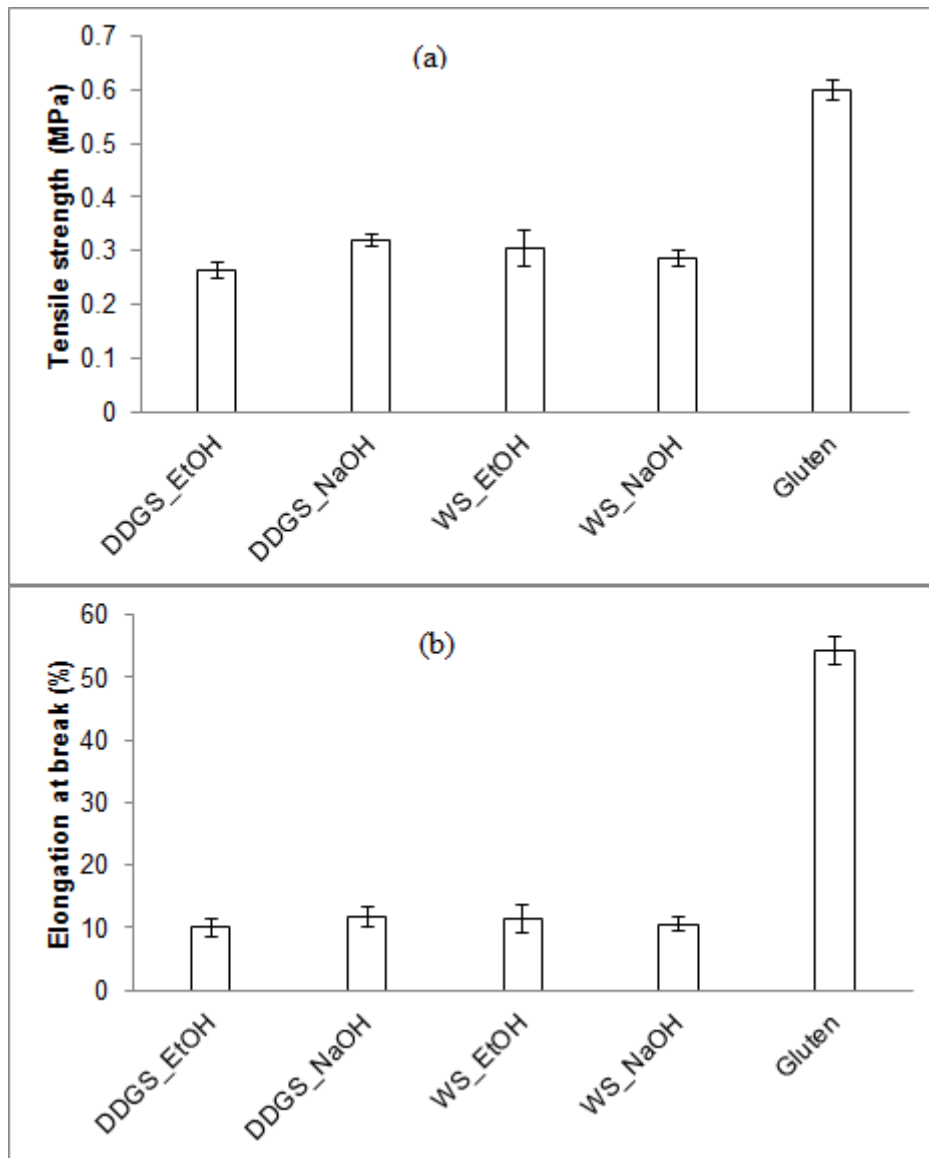 (a)
Tensile strength (MPa)
0.7
0.6
0.5
0.4
0.3
0.2
0.1
0
DDGS_EtOH
DDGS_NaOH
WS_EtOH
WS_NaOH
Gluten
(b)
Elongation at break (%)
60
50
40
30
20
10
0
DDGS_EtOH
DDGS_NaOH
WS_EtOH
WS_NaOH
Gluten